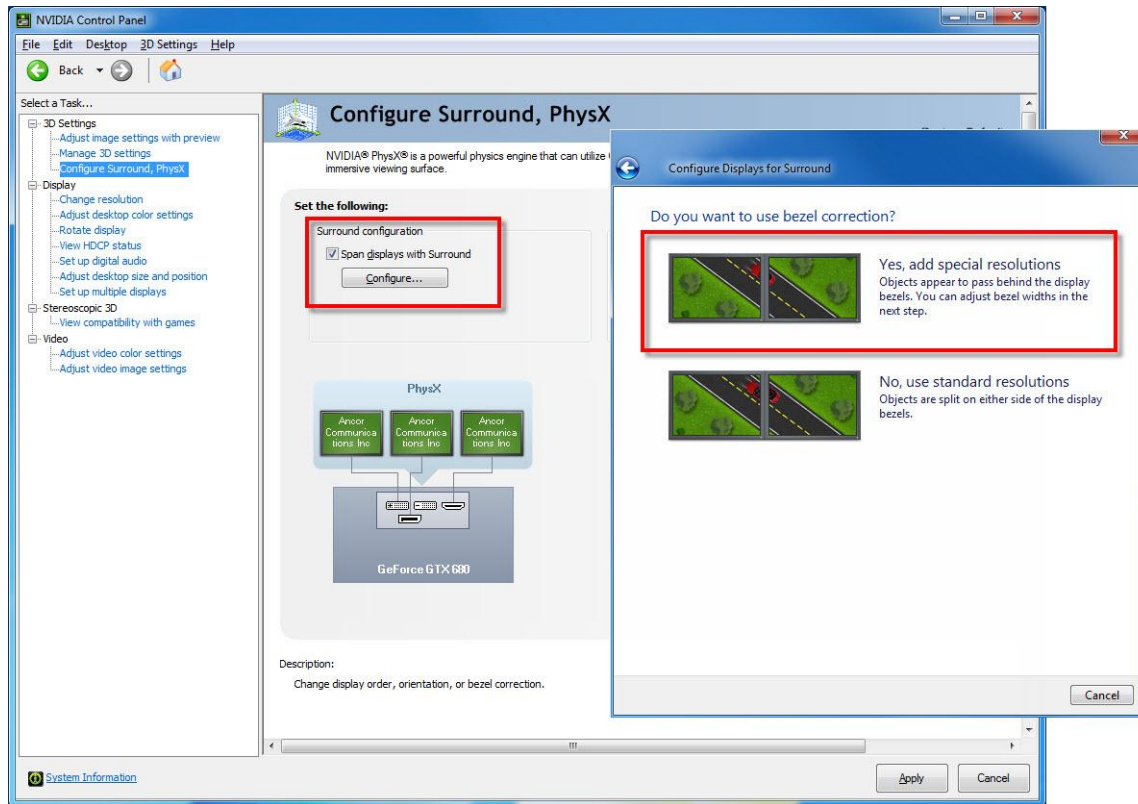 NVIDIA Control Panel
File Edit Desktop 3D Settings Help
Back
Select a Task...
3D Settings
Adjust image settings with preview
Manage 3D settings
Configure Surround, PhysX
Display
Change resolution
Adjust desktop color settings
Rotate display
View HDCP status
Set up digital audio
Adjust desktop size and position
Set up multiple displays
Stereoscopic 3D
View compatibility with games
Video
Adjust video color settings
Adjust video image settings
System Information
Configure Surround, PhysX
NVIDIA® PhysX® is a powerful physics engine that can utilize
immersive viewing surface.
Set the following:
Surround configuration
Span displays with Surround
Configure...
PhysX
Ancor
Communica
tions Inc
Ancor
Communica
tions Inc
Ancor
Communica
tions Inc
GeForce GTX 680
Description:
Change display order, orientation, or bezel correction.
Apply
Cancel
Configure Displays for Surround
Do you want to use bezel correction?
Yes, add special resolutions
Objects appear to pass behind the display
bezels. You can adjust bezel widths in the
next step.
No, use standard resolutions
Objects are split on either side of the display
bezels.
Cancel